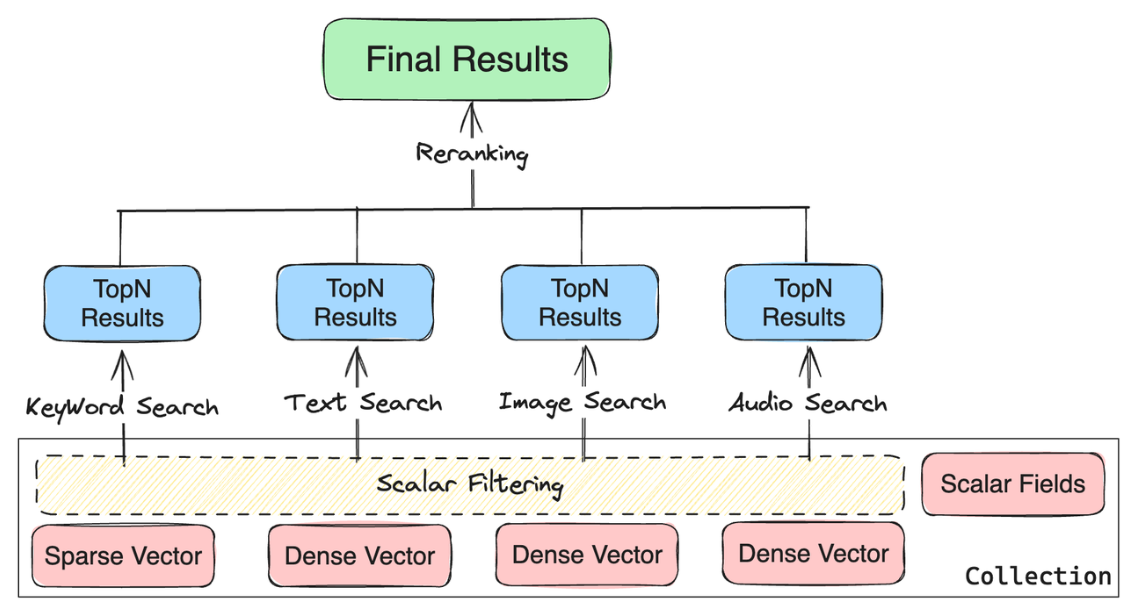 Final Results
Reranking
TopN
Results
TopN
Results
TopN
Results
TopN
Results
KeyWord Search
Text Search
Image Search
Audio Search
Scalar Filtering
Scalar Fields
Sparse Vector
Dense Vector
Dense Vector
Dense Vector
Collection